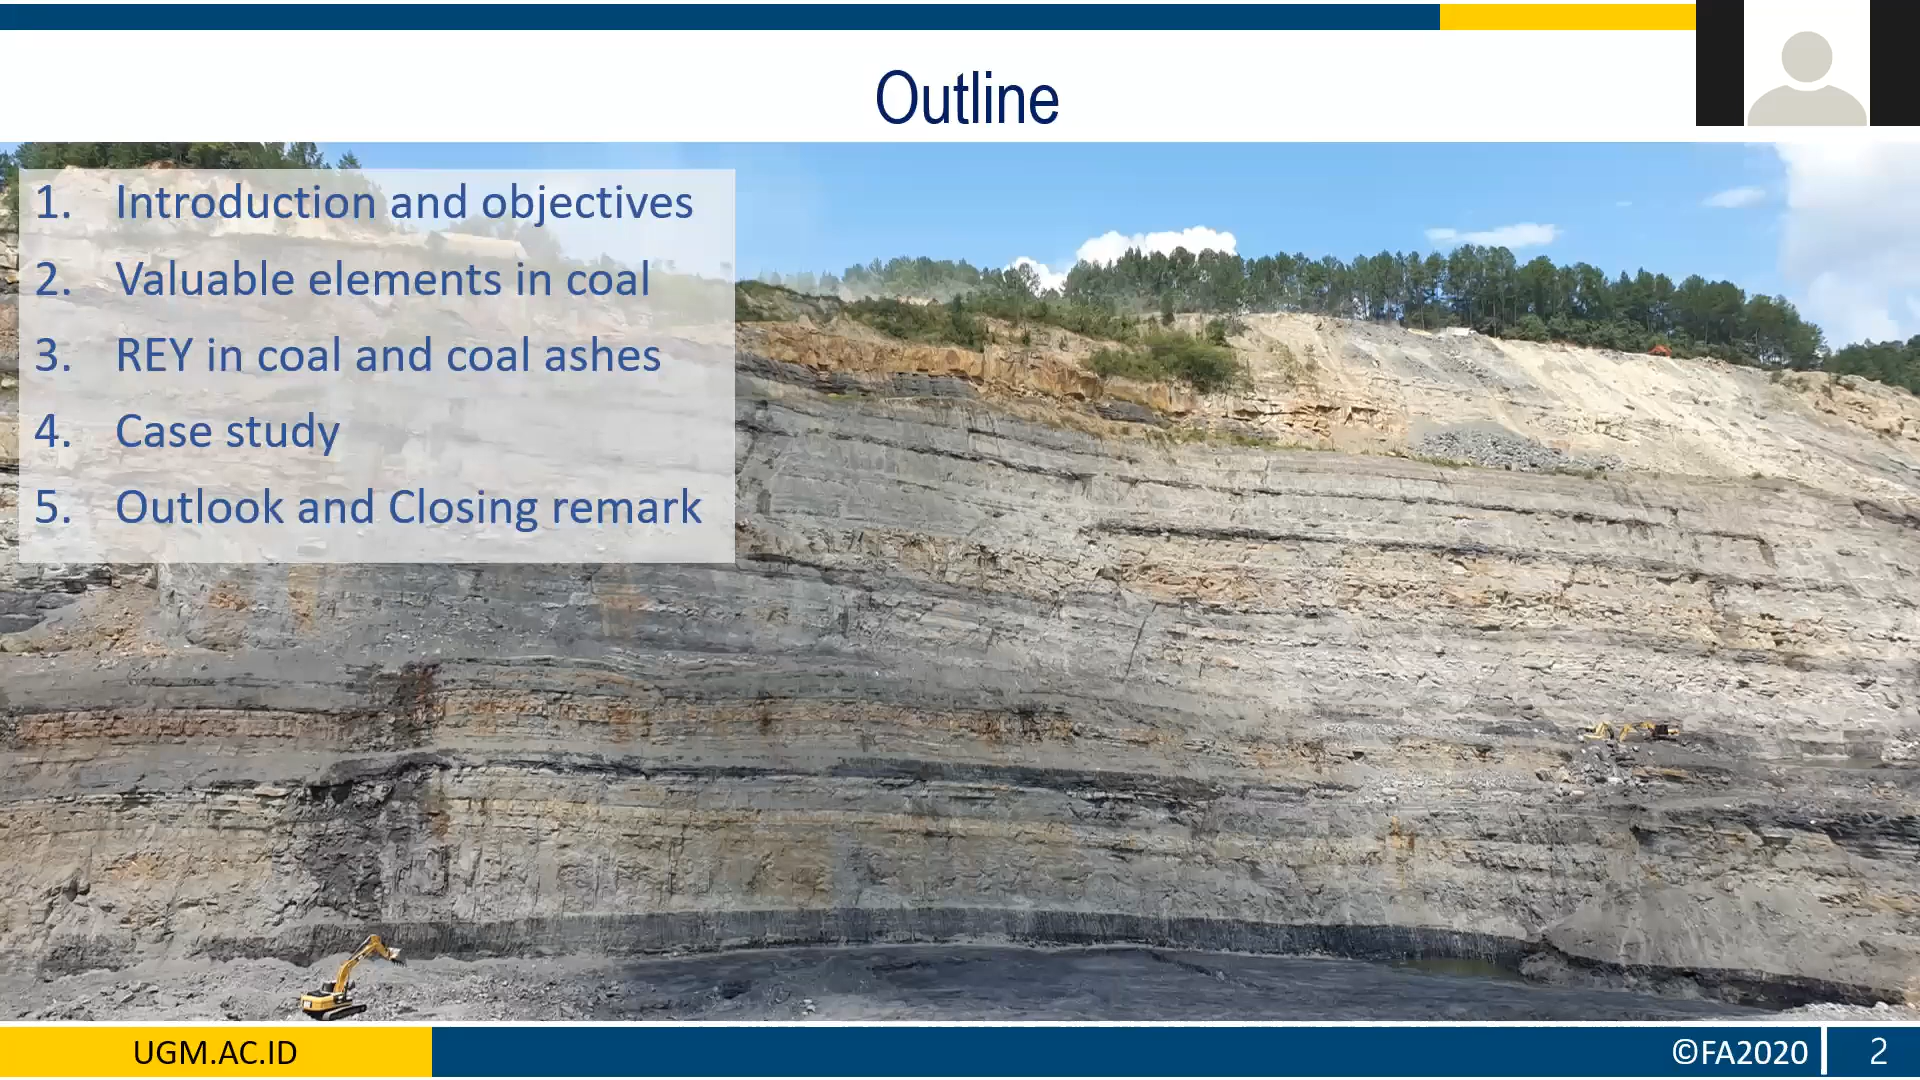 Outline
1. Introduction and objectives
2. Valuable elements in coal
3. REY in coal and coal ashes
4. Case study
5. Outlook and Closing remark
UGM.AC.ID
©FA2020
2